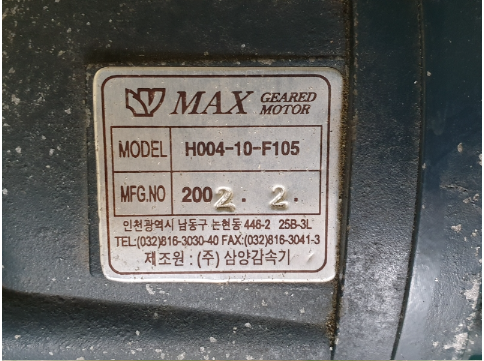 MAX GEARED MOTOR
MODEL H004-10-F105
MFG.NO 2002. 2.
인천광역시 남동구 논현동 446-2 25B-3L
TEL:(032)816-3030-40 FAX:(032)816-3041-3
제조원 : (주) 삼양감속기